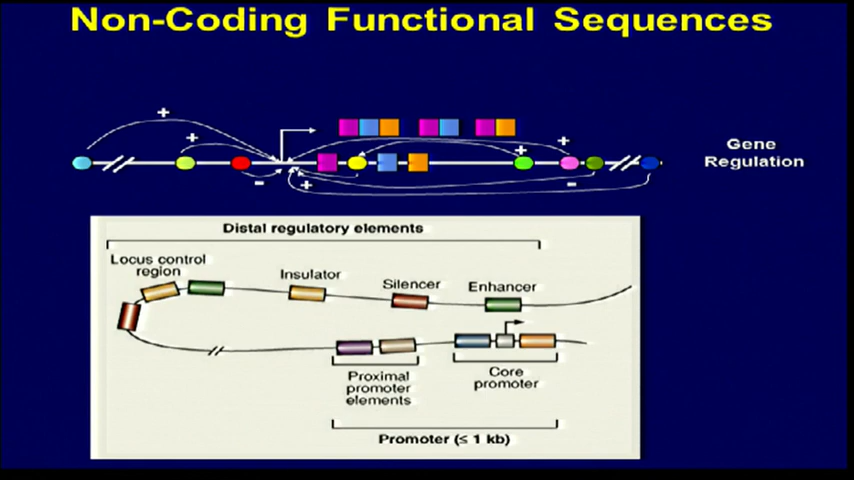 Non-Coding Functional Sequences
+
+
+
+
-
+
-
Gene
Regulation
Distal regulatory elements
Locus control
region
Insulator
Silencer
Enhancer
Proximal
promoter
elements
Core
promoter
Promoter (≤ 1 kb)